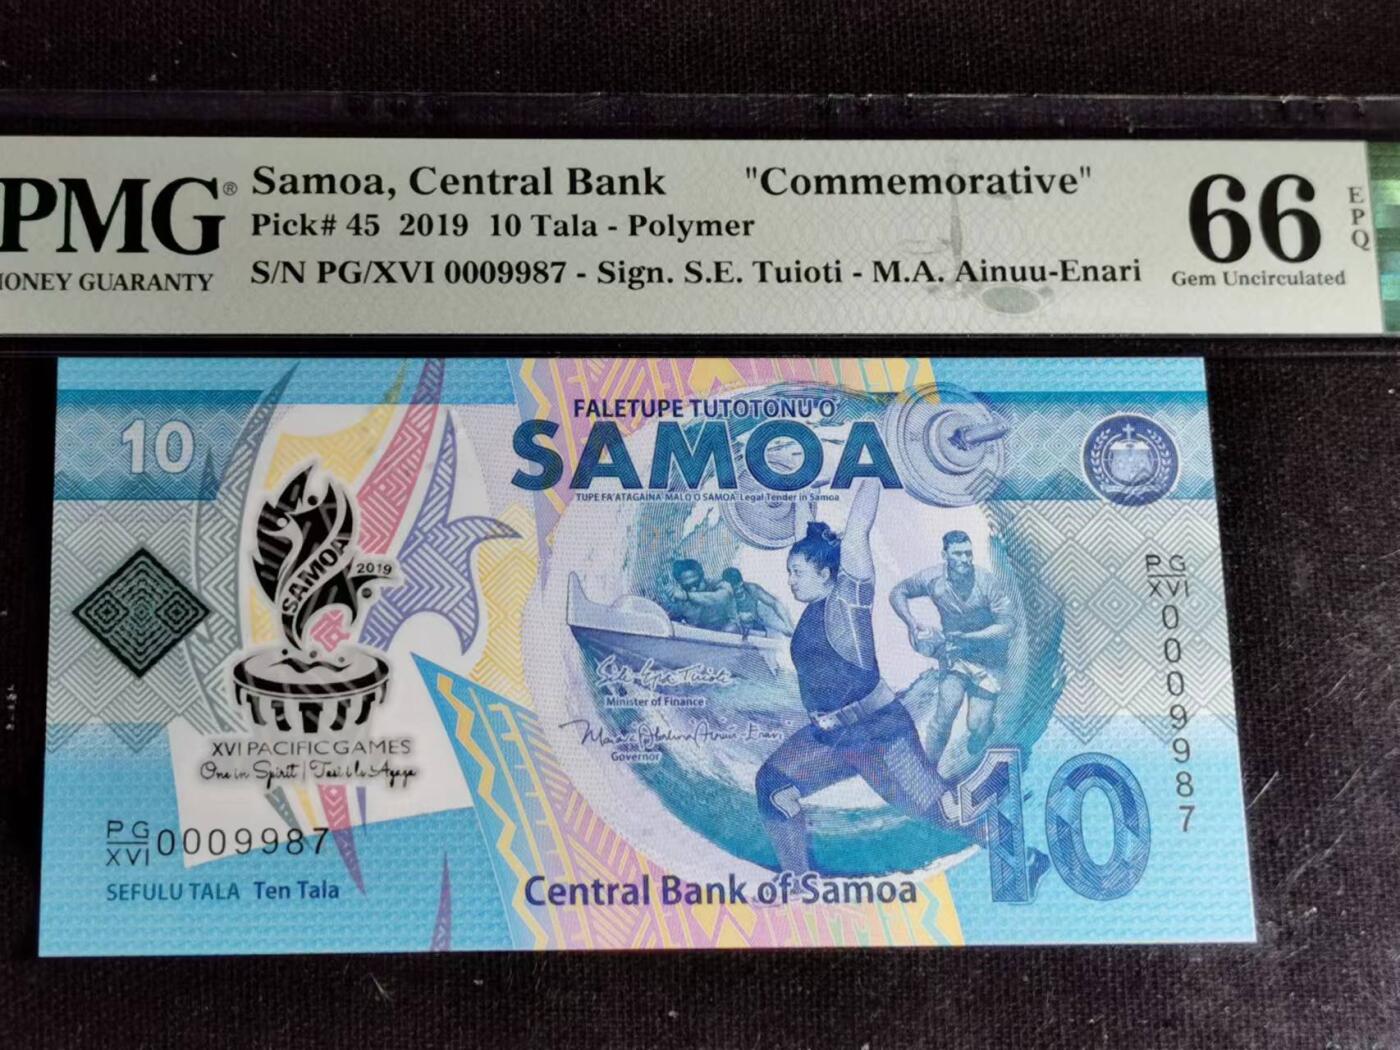 PMG®
MONEY GUARANTY
Samoa, Central Bank "Commemorative"
Pick# 45 2019 10 Tala - Polymer
S/N PG/XVI 0009987 - Sign. S.E. Tuioti - M.A. Ainuu-Enari
66
EPQ
Gem Uncirculated
10
FALETUPE TUTOTONU O
SAMOA
TUPE FA'ATAGAINA MALO O SAMOA Legal Tender in Samoa
SAMOA
2019
XVI PACIFIC GAMES
One in Spirit
Minister of Finance
Governor
PG
XVI 0009987
SEFULU TALA Ten Tala
Central Bank of Samoa
10
PG
XVI
0009987